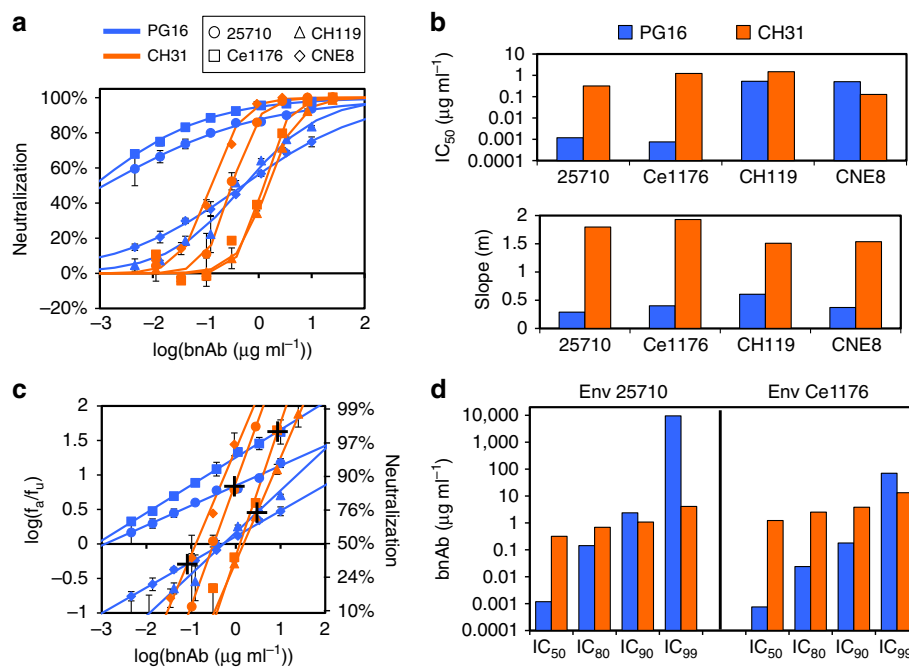 a
PG16
CH31
25710
CH119
Ce1176
CNE8
100%
80%
60%
40%
20%
0%
−20%
Neutralization
−3 −2 −1 0 1 2
log(bnAb (μg ml−1))
b
PG16 CH31
IC50 (μg ml−1)
10
1
0.1
0.01
0.001
0.0001
25710 Ce1176 CH119 CNE8
Slope (m)
2
1.5
1
0.5
0
25710 Ce1176 CH119 CNE8
c
log(fa/fu)
2
1.5
1.0
0.5
0
−0.5
−1
99%
97%
90%
76%
50%
24%
10%
Neutralization
−3 −2 −1 0 1 2
log(bnAb (μg ml−1))
d
Env 25710 Env Ce1176
bnAb (μg ml−1)
10,000
1,000
100
10
1
0.1
0.01
0.001
0.0001
IC50 IC80 IC90 IC99 IC50 IC80 IC90 IC99